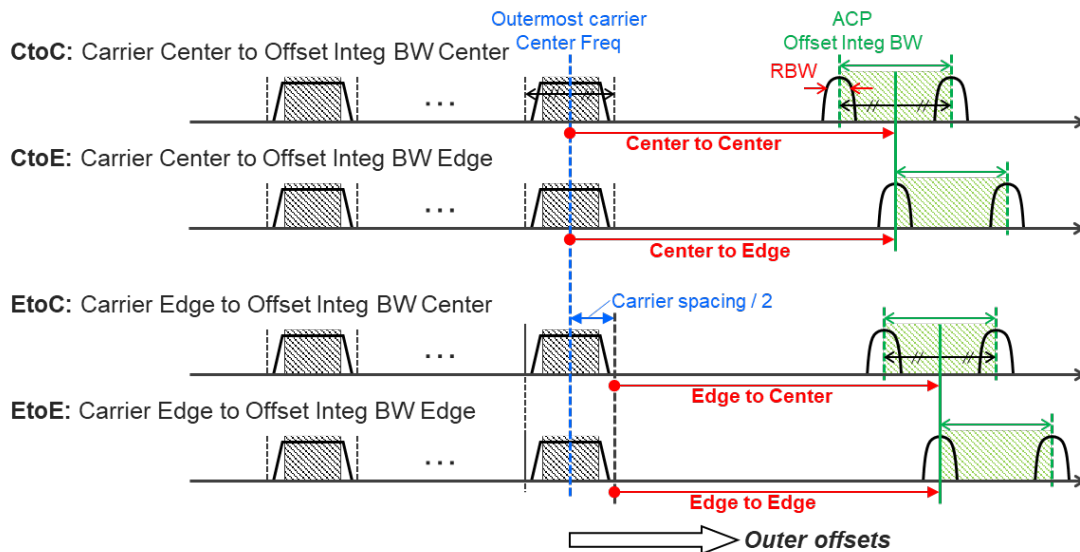 Outermost carrier
Center Freq
ACP
Offset Integ BW
CtoC: Carrier Center to Offset Integ BW Center
RBW
...
Center to Center
CtoE: Carrier Center to Offset Integ BW Edge
...
Center to Edge
EtoC: Carrier Edge to Offset Integ BW Center
Carrier spacing / 2
...
Edge to Center
EtoE: Carrier Edge to Offset Integ BW Edge
...
Edge to Edge
Outer offsets